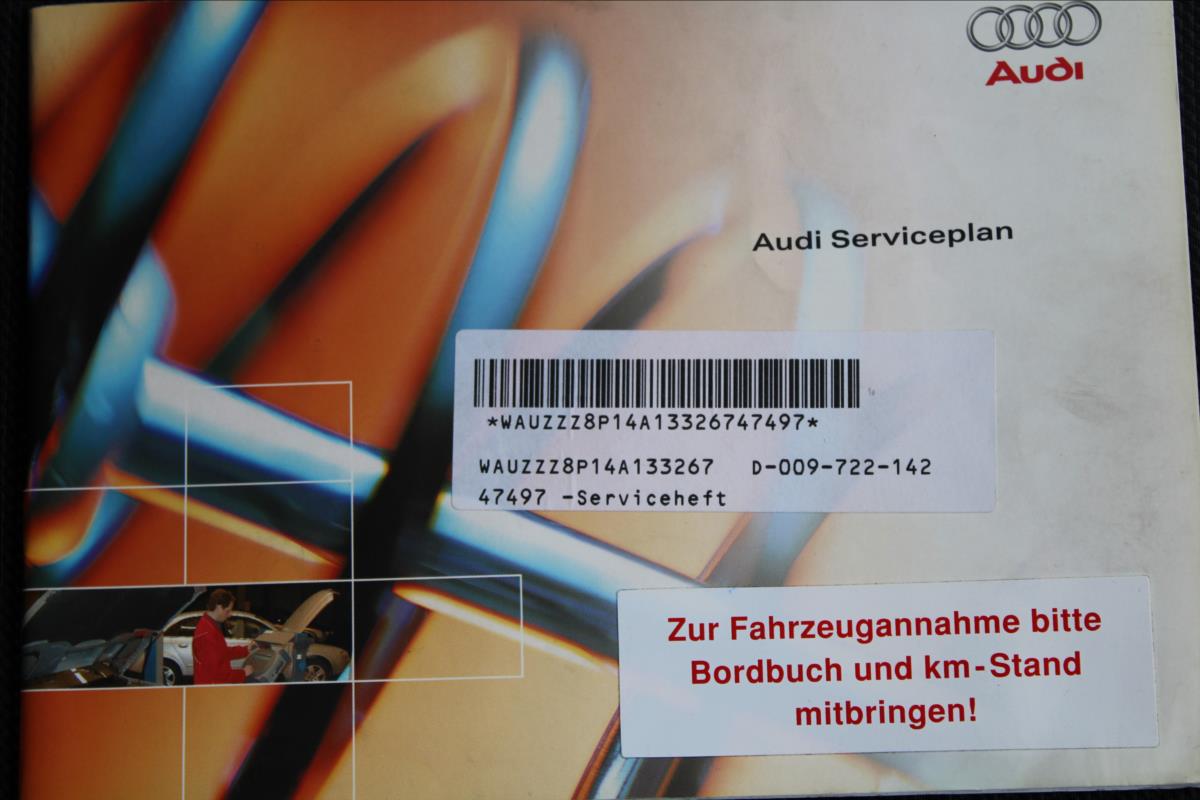 Audi
Audi Serviceplan
*WAUZZZ8P14A13326747497*
WAUZZZ8P14A133267 D-009-722-142
47497 -Serviceheft
Zur Fahrzeugannahme bitte
Bordbuch und km-Stand
mitbringen!